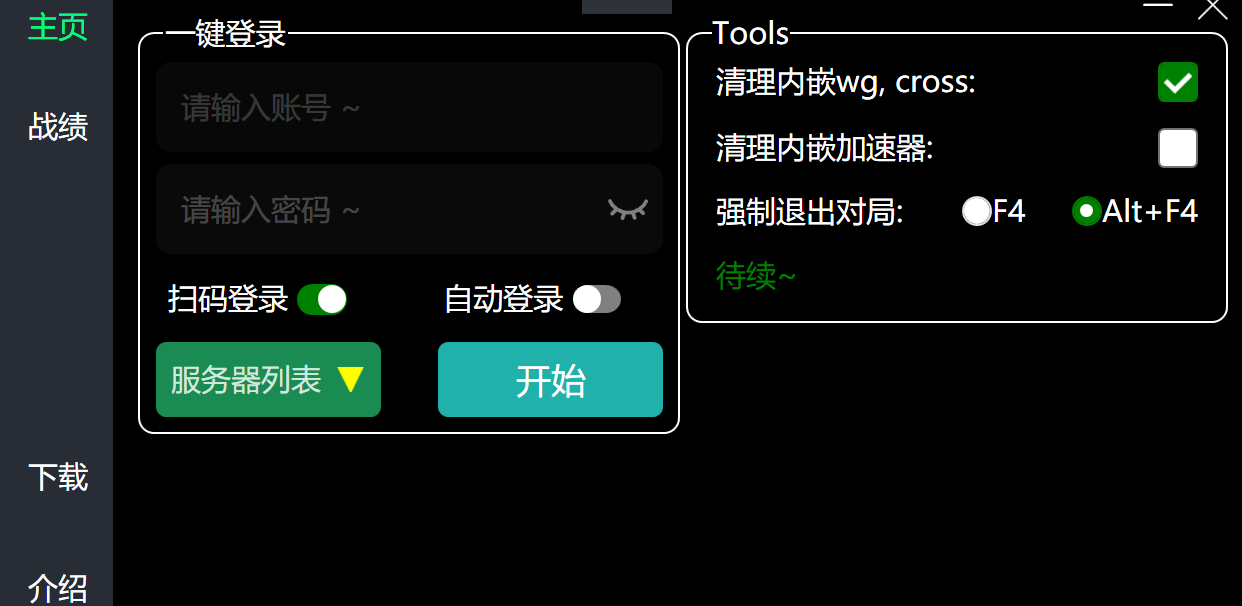 主页
战绩
下载
介绍
一键登录
请输入账号 ~
请输入密码 ~
扫码登录
自动登录
服务器列表 ▼
开始
Tools
清理内嵌wg, cross:
清理内嵌加速器:
强制退出对局: F4 Alt+F4
待续~